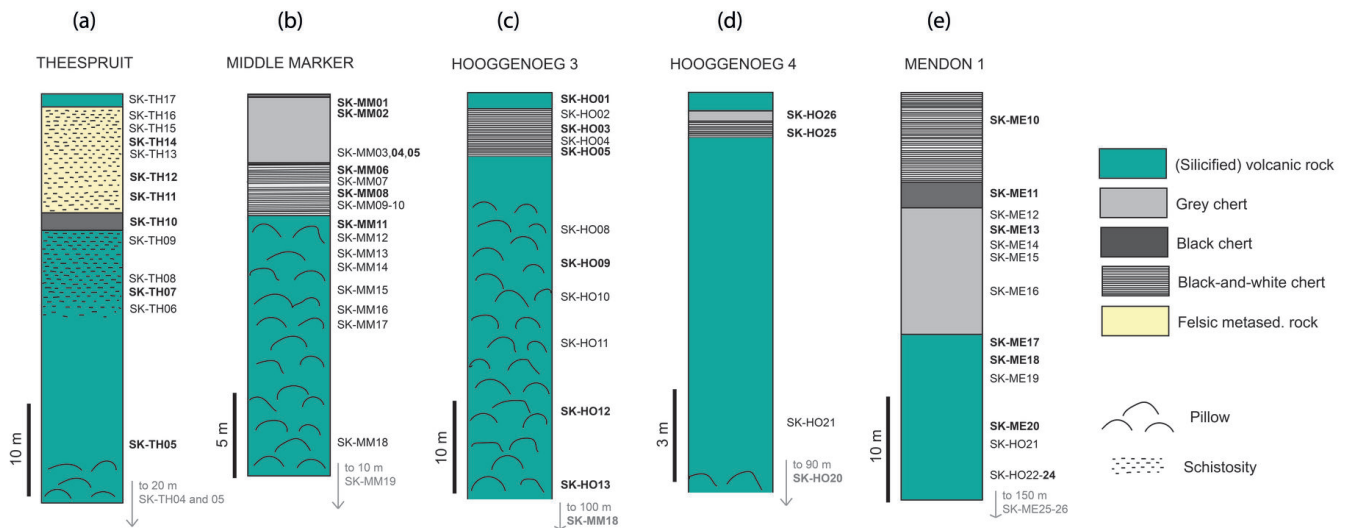 (a)
THEESPRUIT
SK-TH17
SK-TH16
SK-TH15
SK-TH14
SK-TH13
SK-TH12
SK-TH11
SK-TH10
SK-TH09
SK-TH08
SK-TH07
SK-TH06
SK-TH05
10 m
to 20 m
SK-TH04 and 05
(b)
MIDDLE MARKER
SK-MM01
SK-MM02
SK-MM03,04,05
SK-MM06
SK-MM07
SK-MM08
SK-MM09-10
SK-MM11
SK-MM12
SK-MM13
SK-MM14
SK-MM15
SK-MM16
SK-MM17
SK-MM18
5 m
to 10 m
SK-MM19
(c)
HOOGGENOEG 3
SK-HO01
SK-HO02
SK-HO03
SK-HO04
SK-HO05
SK-HO08
SK-HO09
SK-HO10
SK-HO11
SK-HO12
SK-HO13
10 m
to 100 m
SK-MM18
(d)
HOOGGENOEG 4
SK-HO26
SK-HO25
SK-HO21
3 m
to 90 m
SK-HO20
(e)
MENDON 1
SK-ME10
SK-ME11
SK-ME12
SK-ME13
SK-ME14
SK-ME15
SK-ME16
SK-ME17
SK-ME18
SK-ME19
SK-ME20
SK-HO21
SK-HO22-24
10 m
to 150 m
SK-ME25-26
(Silicified) volcanic rock
Grey chert
Black chert
Black-and-white chert
Felsic metased. rock
Pillow
Schistosity